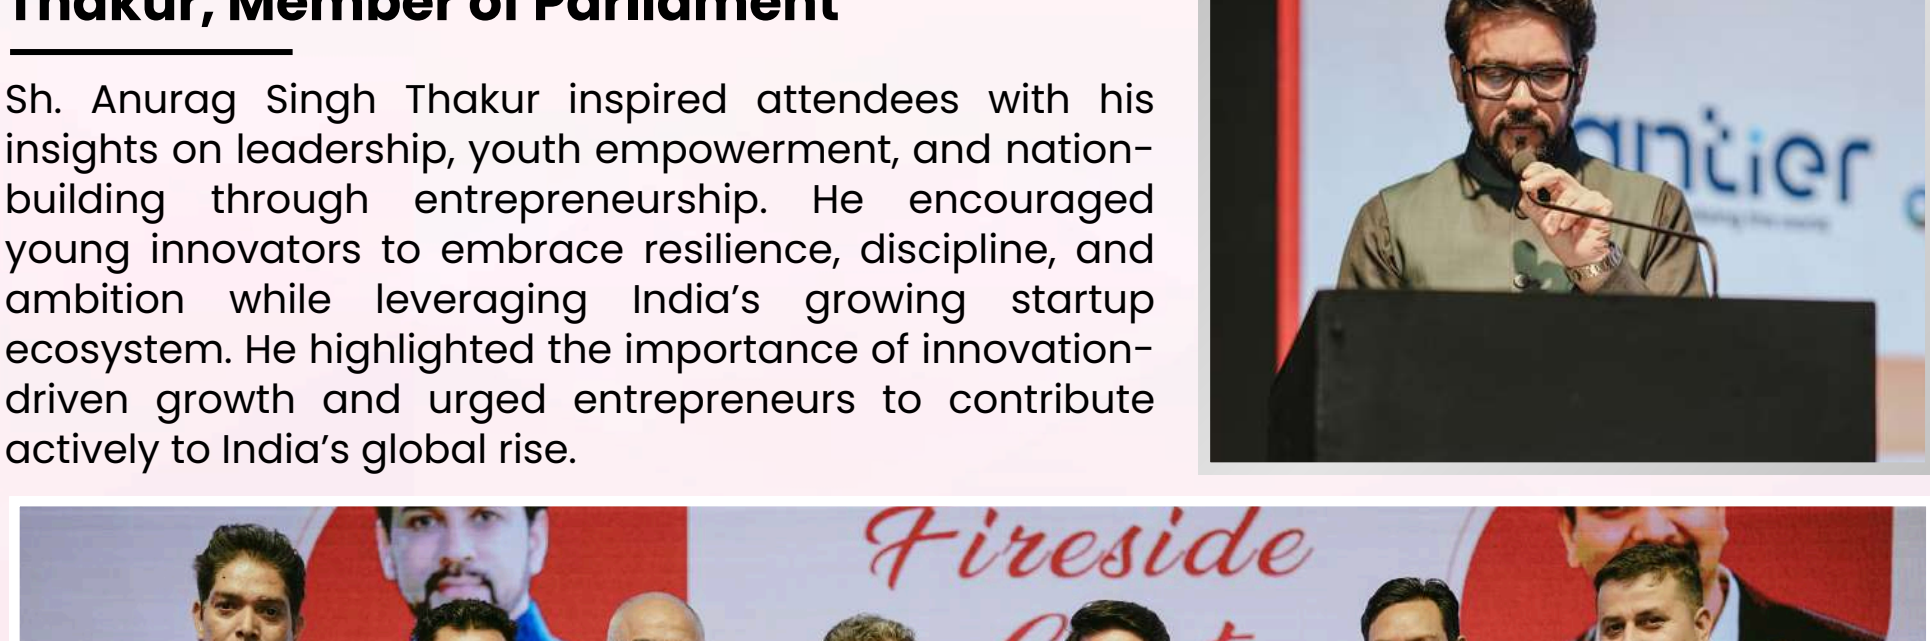 Thakur, Member of Parliament
Sh. Anurag Singh Thakur inspired attendees with his
insights on leadership, youth empowerment, and nation-
building through entrepreneurship. He encouraged
young innovators to embrace resilience, discipline, and
ambition while leveraging India’s growing startup
ecosystem. He highlighted the importance of innovation-
driven growth and urged entrepreneurs to contribute
actively to India’s global rise.
antier
Fireside